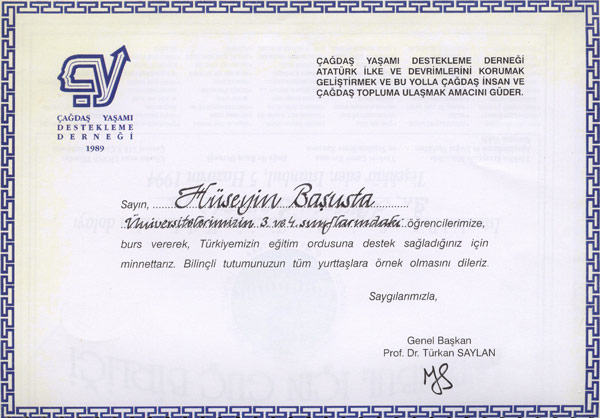 ÇAĞDAŞ YAŞAMI
DESTEKLEME
DERNEĞİ
1989
ÇAĞDAŞ YAŞAMI DESTEKLEME DERNEĞİ
ATATÜRK İLKE VE DEVRİMLERİNİ KORUMAK
GELİŞTİRMEK VE BU YOLLA ÇAĞDAŞ İNSAN VE
ÇAĞDAŞ TOPLUMA ULAŞMAK AMACINI GÜDER.
Sayın, Hüseyin Başusta
Üniversitelerimizin 3 ve 4 sınıflarındaki öğrencilerimize,
burs vererek, Türkiyemizin eğitim ordusuna destek sağladığınız için
minnettarız. Bilinçli tutumunuzun tüm yurttaşlara örnek olmasını dileriz.
Saygılarımızla,
Genel Başkan
Prof. Dr. Türkan SAYLAN